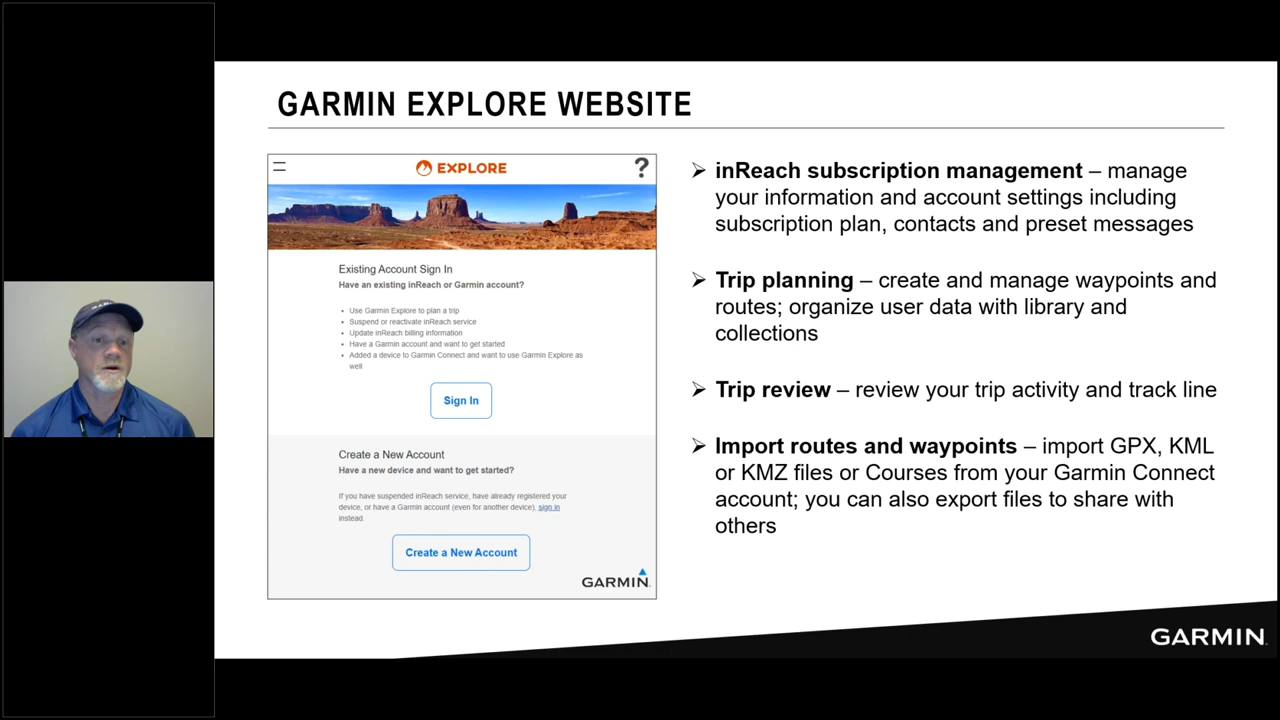 GARMIN EXPLORE WEBSITE
EXPLORE
?
Existing Account Sign In
Have an existing inReach or Garmin account?
• Use Garmin Explore to plan a trip
• Suspend or reactivate inReach service
• Update inReach billing information
• Have a Garmin account and want to get started
• Added a device to Garmin Connect and want to use Garmin Explore as
well
Sign In
Create a New Account
Have a new device and want to get started?
If you have suspended inReach service, have already registered your
device, or have a Garmin account (even for another device), sign in
instead.
Create a New Account
GARMIN.
➢ inReach subscription management – manage
your information and account settings including
subscription plan, contacts and preset messages
➢ Trip planning – create and manage waypoints and
routes; organize user data with library and
collections
➢ Trip review – review your trip activity and track line
➢ Import routes and waypoints – import GPX, KML
or KMZ files or Courses from your Garmin Connect
account; you can also export files to share with
others
GARMIN.